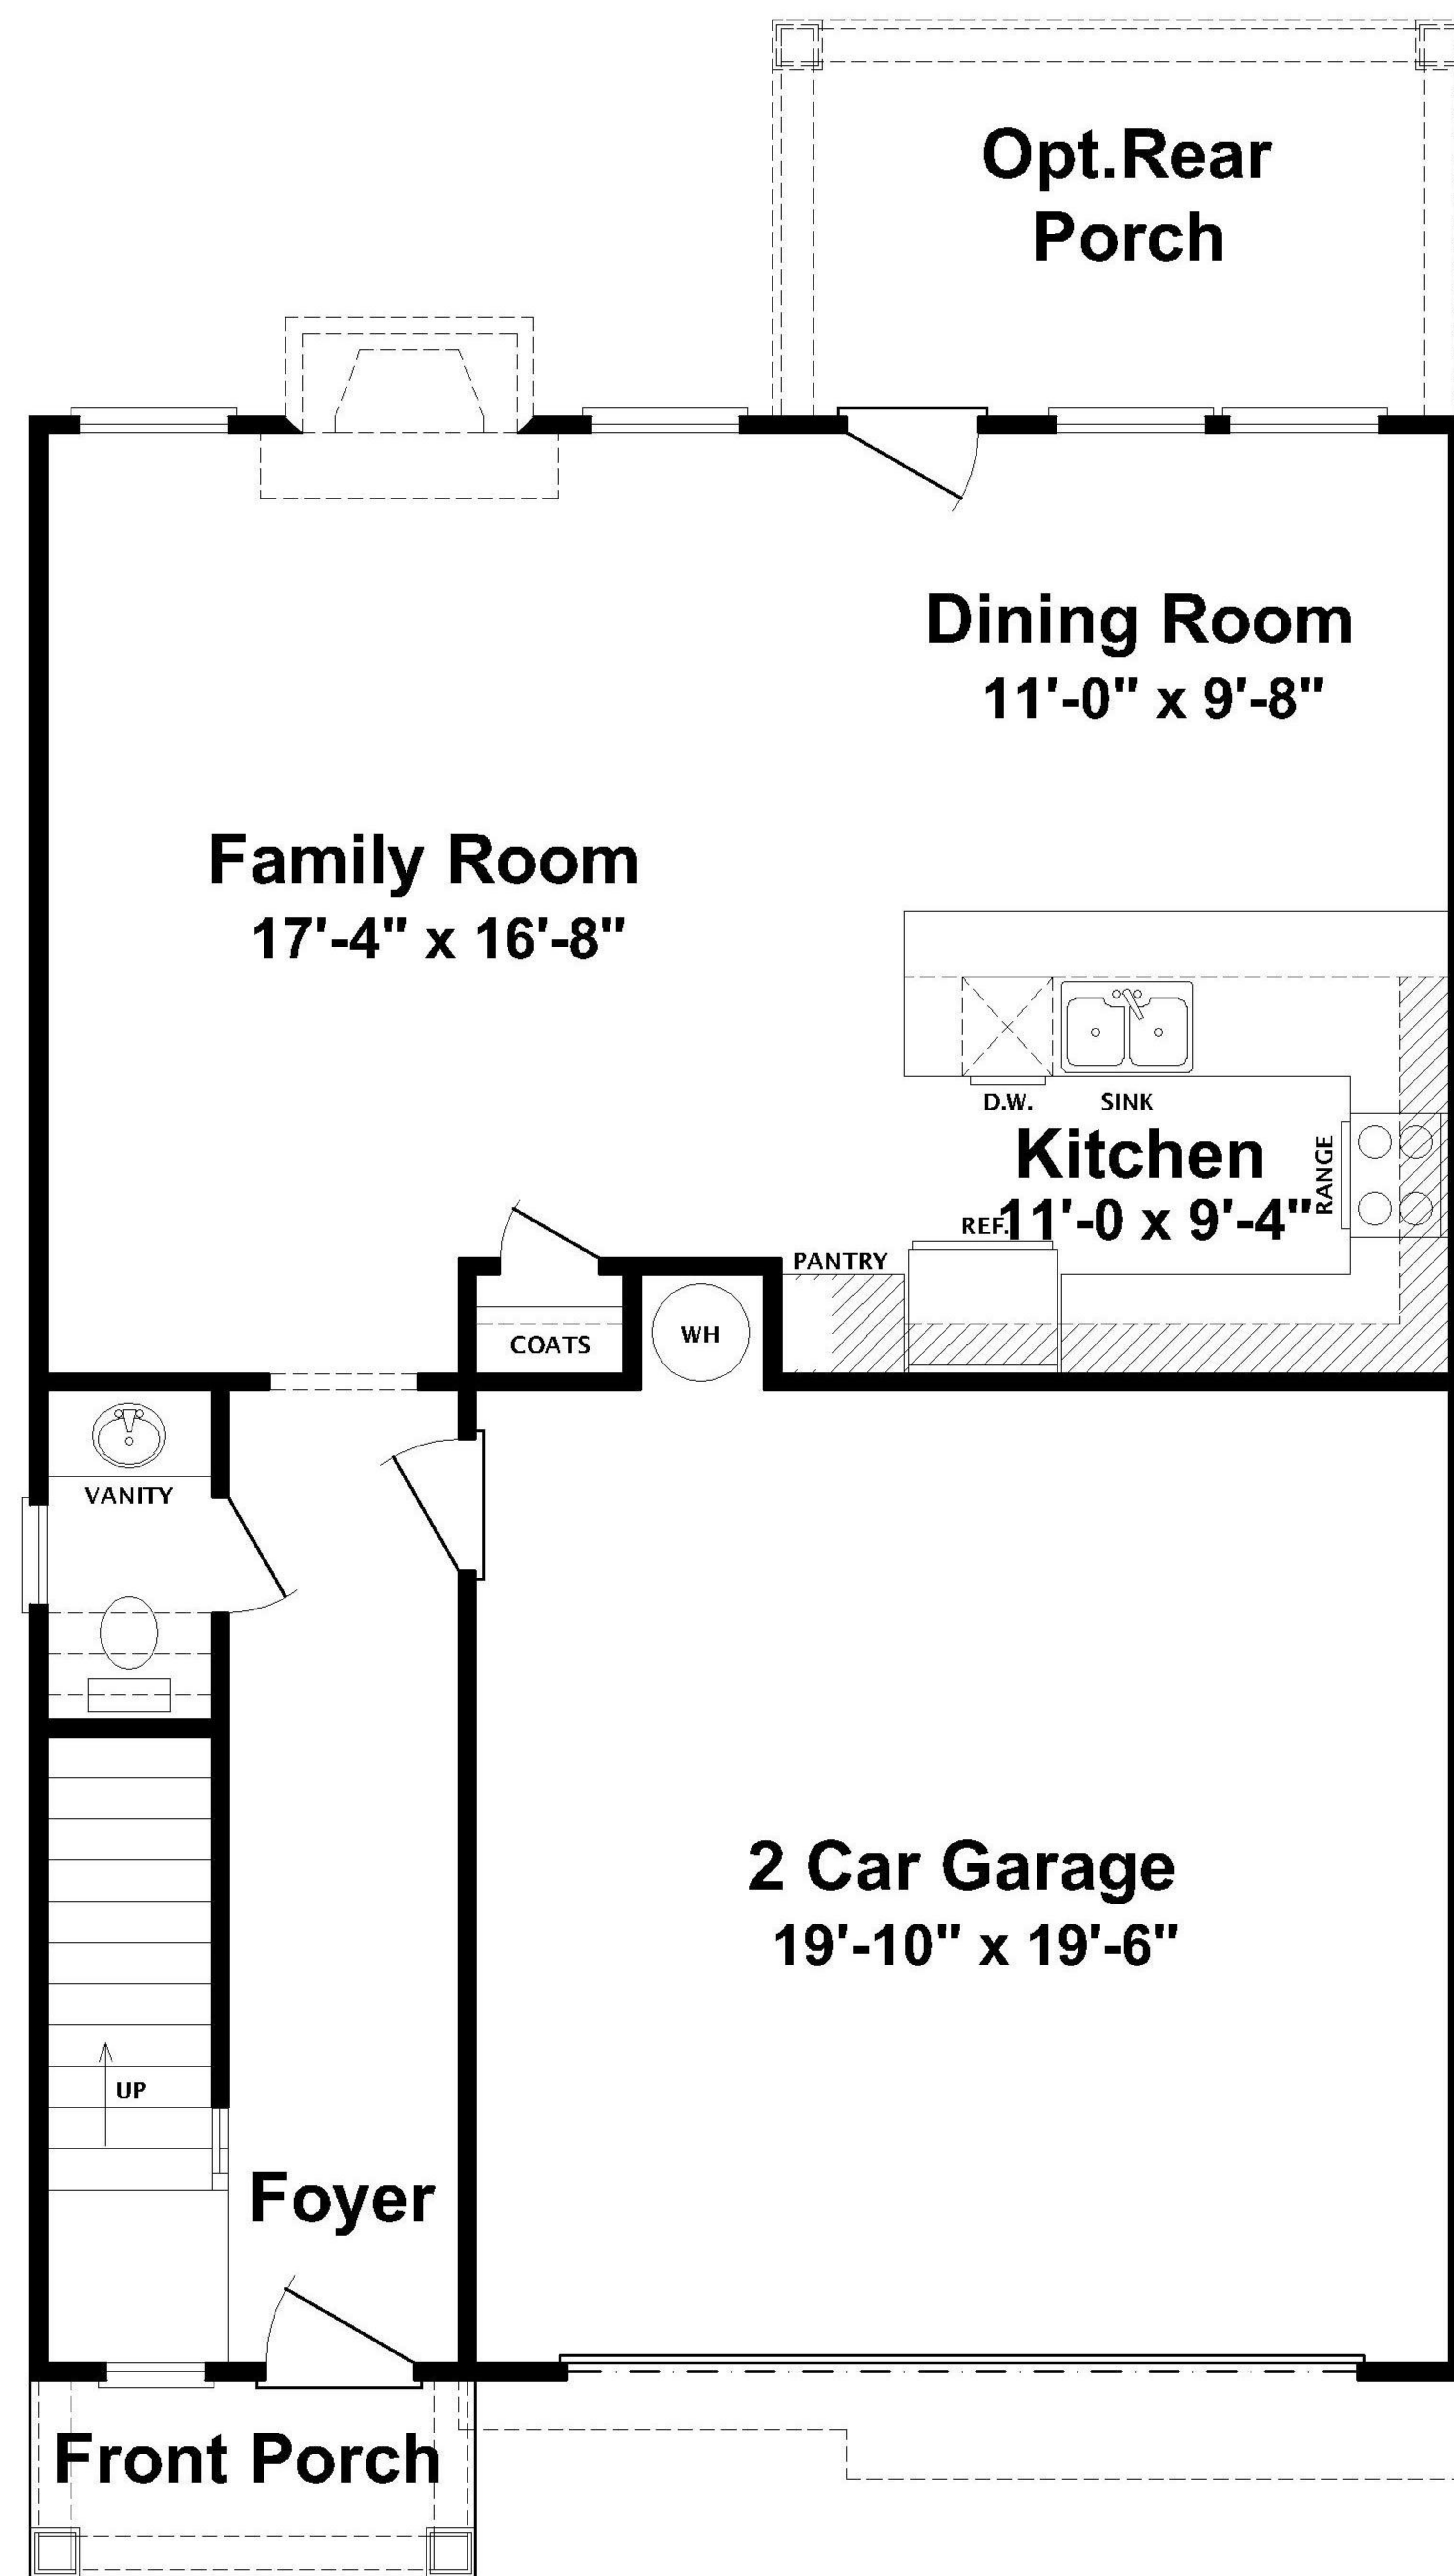 Opt.Rear
Porch
Dining Room
11'-0" x 9'-8"
Family Room
17'-4" x 16'-8"
D.W.
SINK
Kitchen
RANGE
REF.
11'-0 x 9'-4"
PANTRY
COATS
WH
VANITY
2 Car Garage
19'-10" x 19'-6"
UP
Foyer
Front Porch